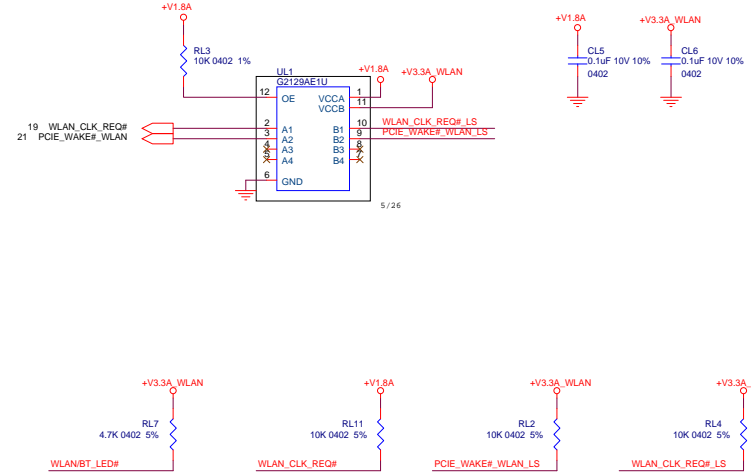 +V1.8A
RL3
10K 0402 1%
UL1
G2129AE1U
12 OE
VCCA 1
+V1.8A
VCCB 11
+V3.3A_WLAN
19 WLAN_CLK_REQ#
2 A1
B1 10
WLAN_CLK_REQ#_LS
21 PCIE_WAKE#_WLAN
3 A2
B2 9
PCIE_WAKE#_WLAN_LS
4 A3
B3 8
5 A4
B4 7
6 GND
5/26
+V1.8A
CL5
0.1uF 10V 10%
0402
+V3.3A_WLAN
CL6
0.1uF 10V 10%
0402
+V3.3A_WLAN
RL7
4.7K 0402 5%
WLAN/BT_LED#
+V1.8A
RL11
10K 0402 5%
WLAN_CLK_REQ#
+V3.3A_WLAN
RL2
10K 0402 5%
PCIE_WAKE#_WLAN_LS
+V3.3A_
RL4
10K 0402 5%
WLAN_CLK_REQ#_LS